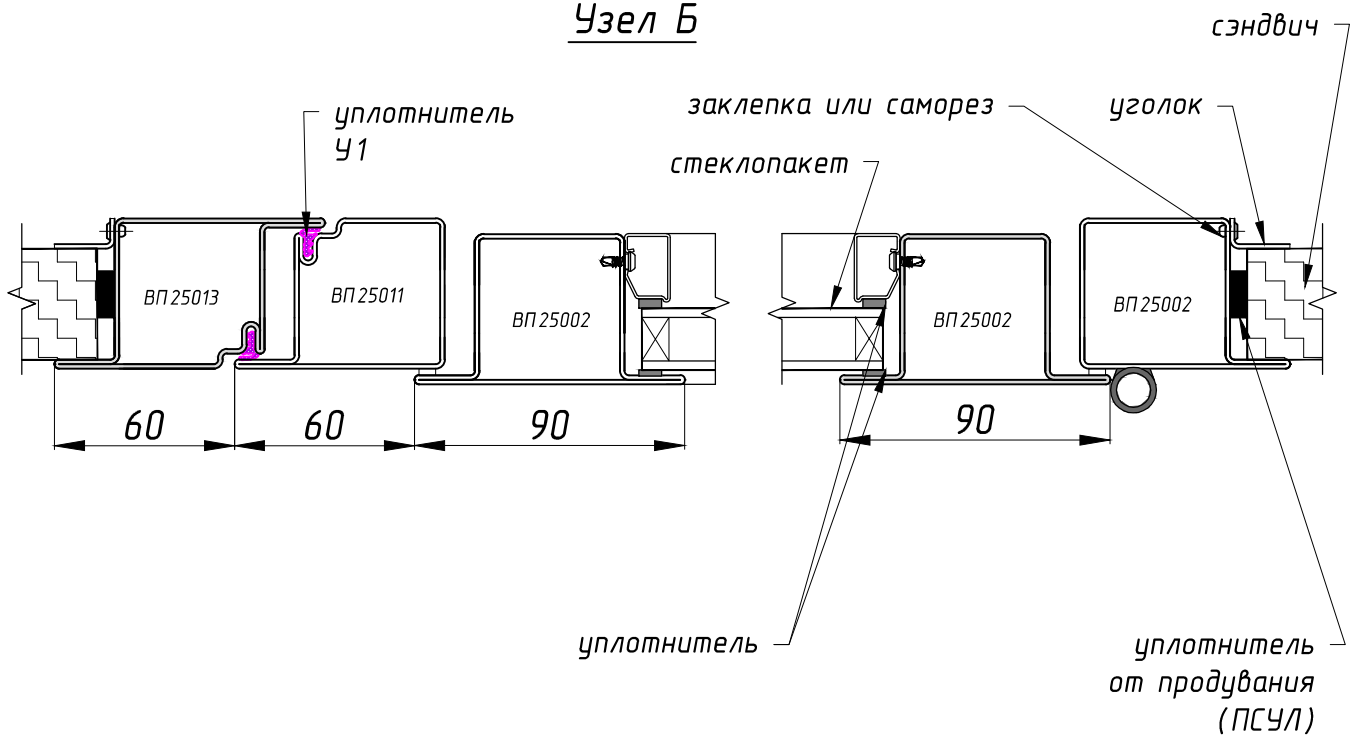 Узел Б
сэндвич
уплотнитель
У1
заклепка или саморез
уголок
стеклопакет
ВП25013
ВП25011
ВП25002
ВП25002
ВП25002
60
60
90
90
уплотнитель
уплотнитель
от продувания
(ПСУЛ)